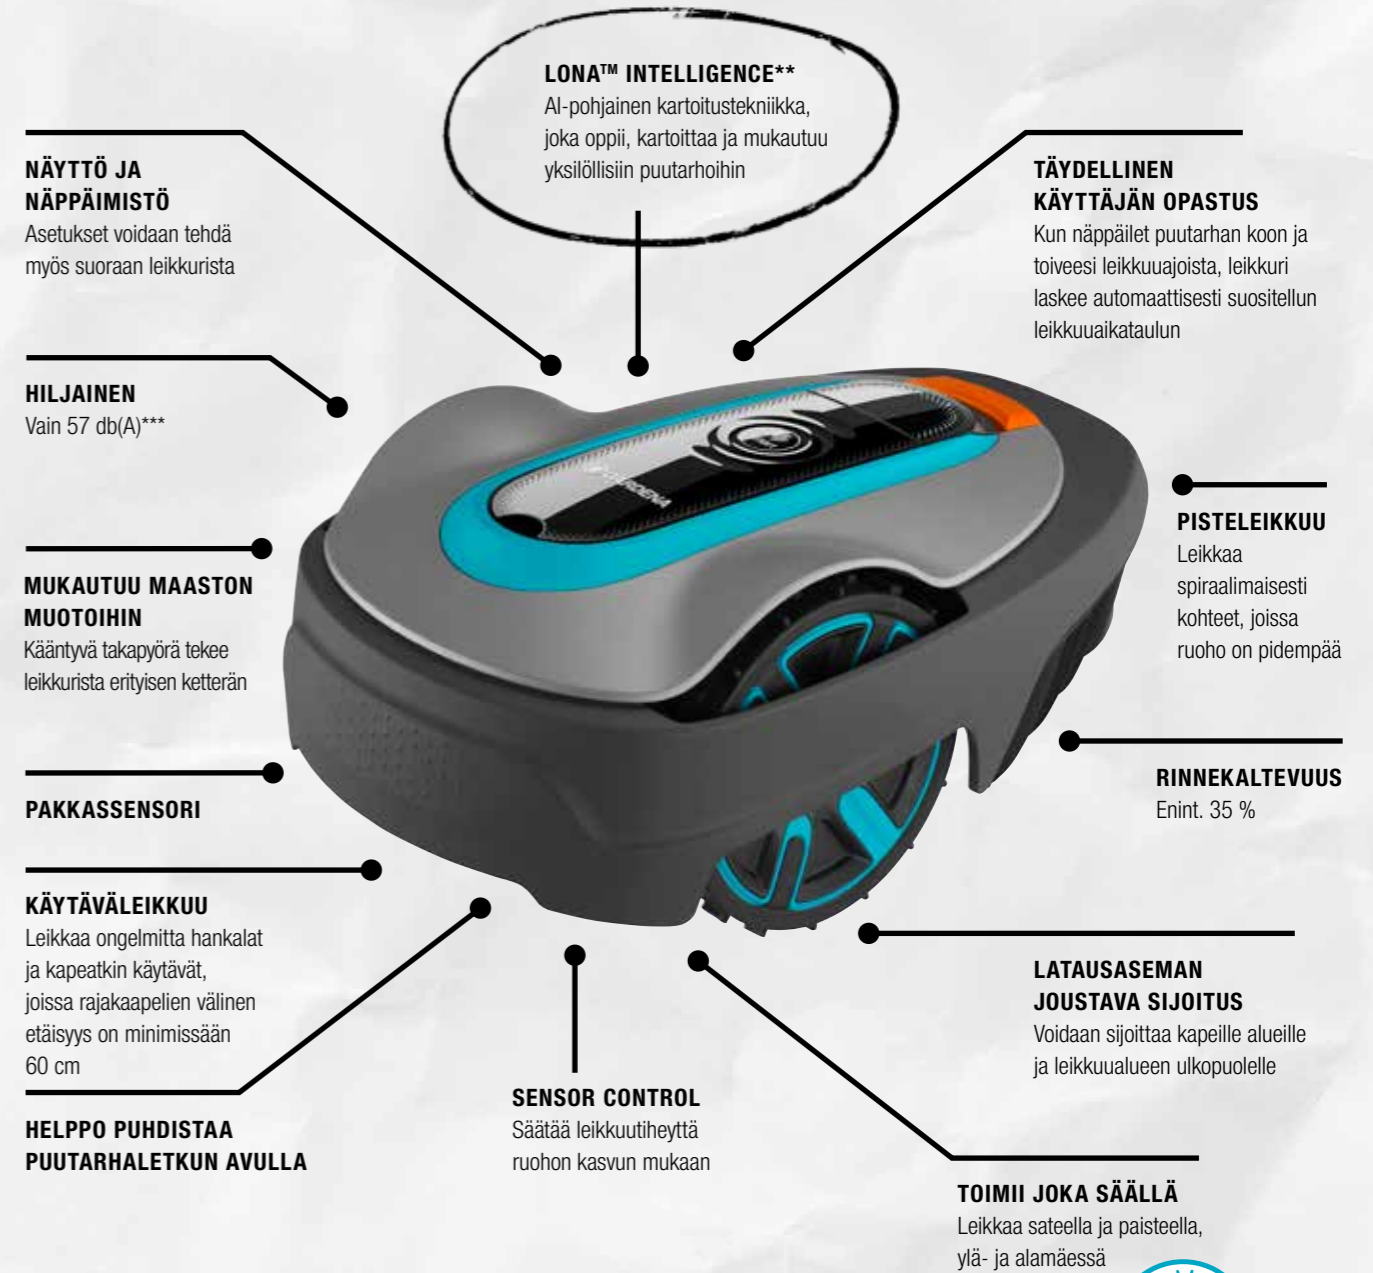 LONA™ INTELLIGENCE**
AI-pohjainen kartoitustekniikka,
joka oppii, kartoittaa ja mukautuu
yksilöllisiin puutarhoihin
NÄYTTÖ JA
NÄPPÄIMISTÖ
Asetukset voidaan tehdä
myös suoraan leikkurista
TÄYDELLINEN
KÄYTTÄJÄN OPASTUS
Kun näppäilet puutarhan koon ja
toiveesi leikkuuajoista, leikkuri
laskee automaattisesti suositellun
leikkuuaikataulun
HILJAINEN
Vain 57 db(A)***
GARDENA
PISTELEIKKUU
Leikkaa
spiraalimaisesti
kohteet, joissa
ruoho on pidempää
MUKAUTUU MAASTON
MUOTOIHIN
Kääntyvä takapyörä tekee
leikkurista erityisen ketterän
RINNEKALTEVUUS
Enint. 35 %
PAKKASSENSORI
KÄYTÄVÄLEIKKUU
Leikkaa ongelmitta hankalat
ja kapeatkin käytävät,
joissa rajakaapelien välinen
etäisyys on minimissään
60 cm
LATAUSASEMAN
JOUSTAVA SIJOITUS
Voidaan sijoittaa kapeille alueille
ja leikkuualueen ulkopuolelle
HELPPO PUHDISTAA
PUUTARHALETKUN AVULLA
SENSOR CONTROL
Säätää leikkuutiheyttä
ruohon kasvun mukaan
TOIMII JOKA SÄÄLLÄ
Leikkaa sateella ja paisteella,
ylä- ja alamäessä